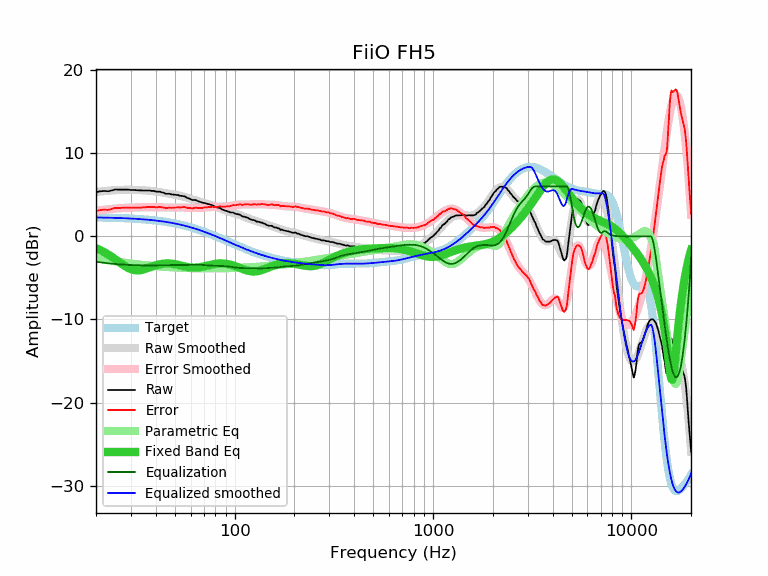 FiiO FH5
20
10
0
−10
−20
−30
Amplitude (dBr)
Target
Raw Smoothed
Error Smoothed
Raw
Error
Parametric Eq
Fixed Band Eq
Equalization
Equalized smoothed
100 1000 10000
Frequency (Hz)